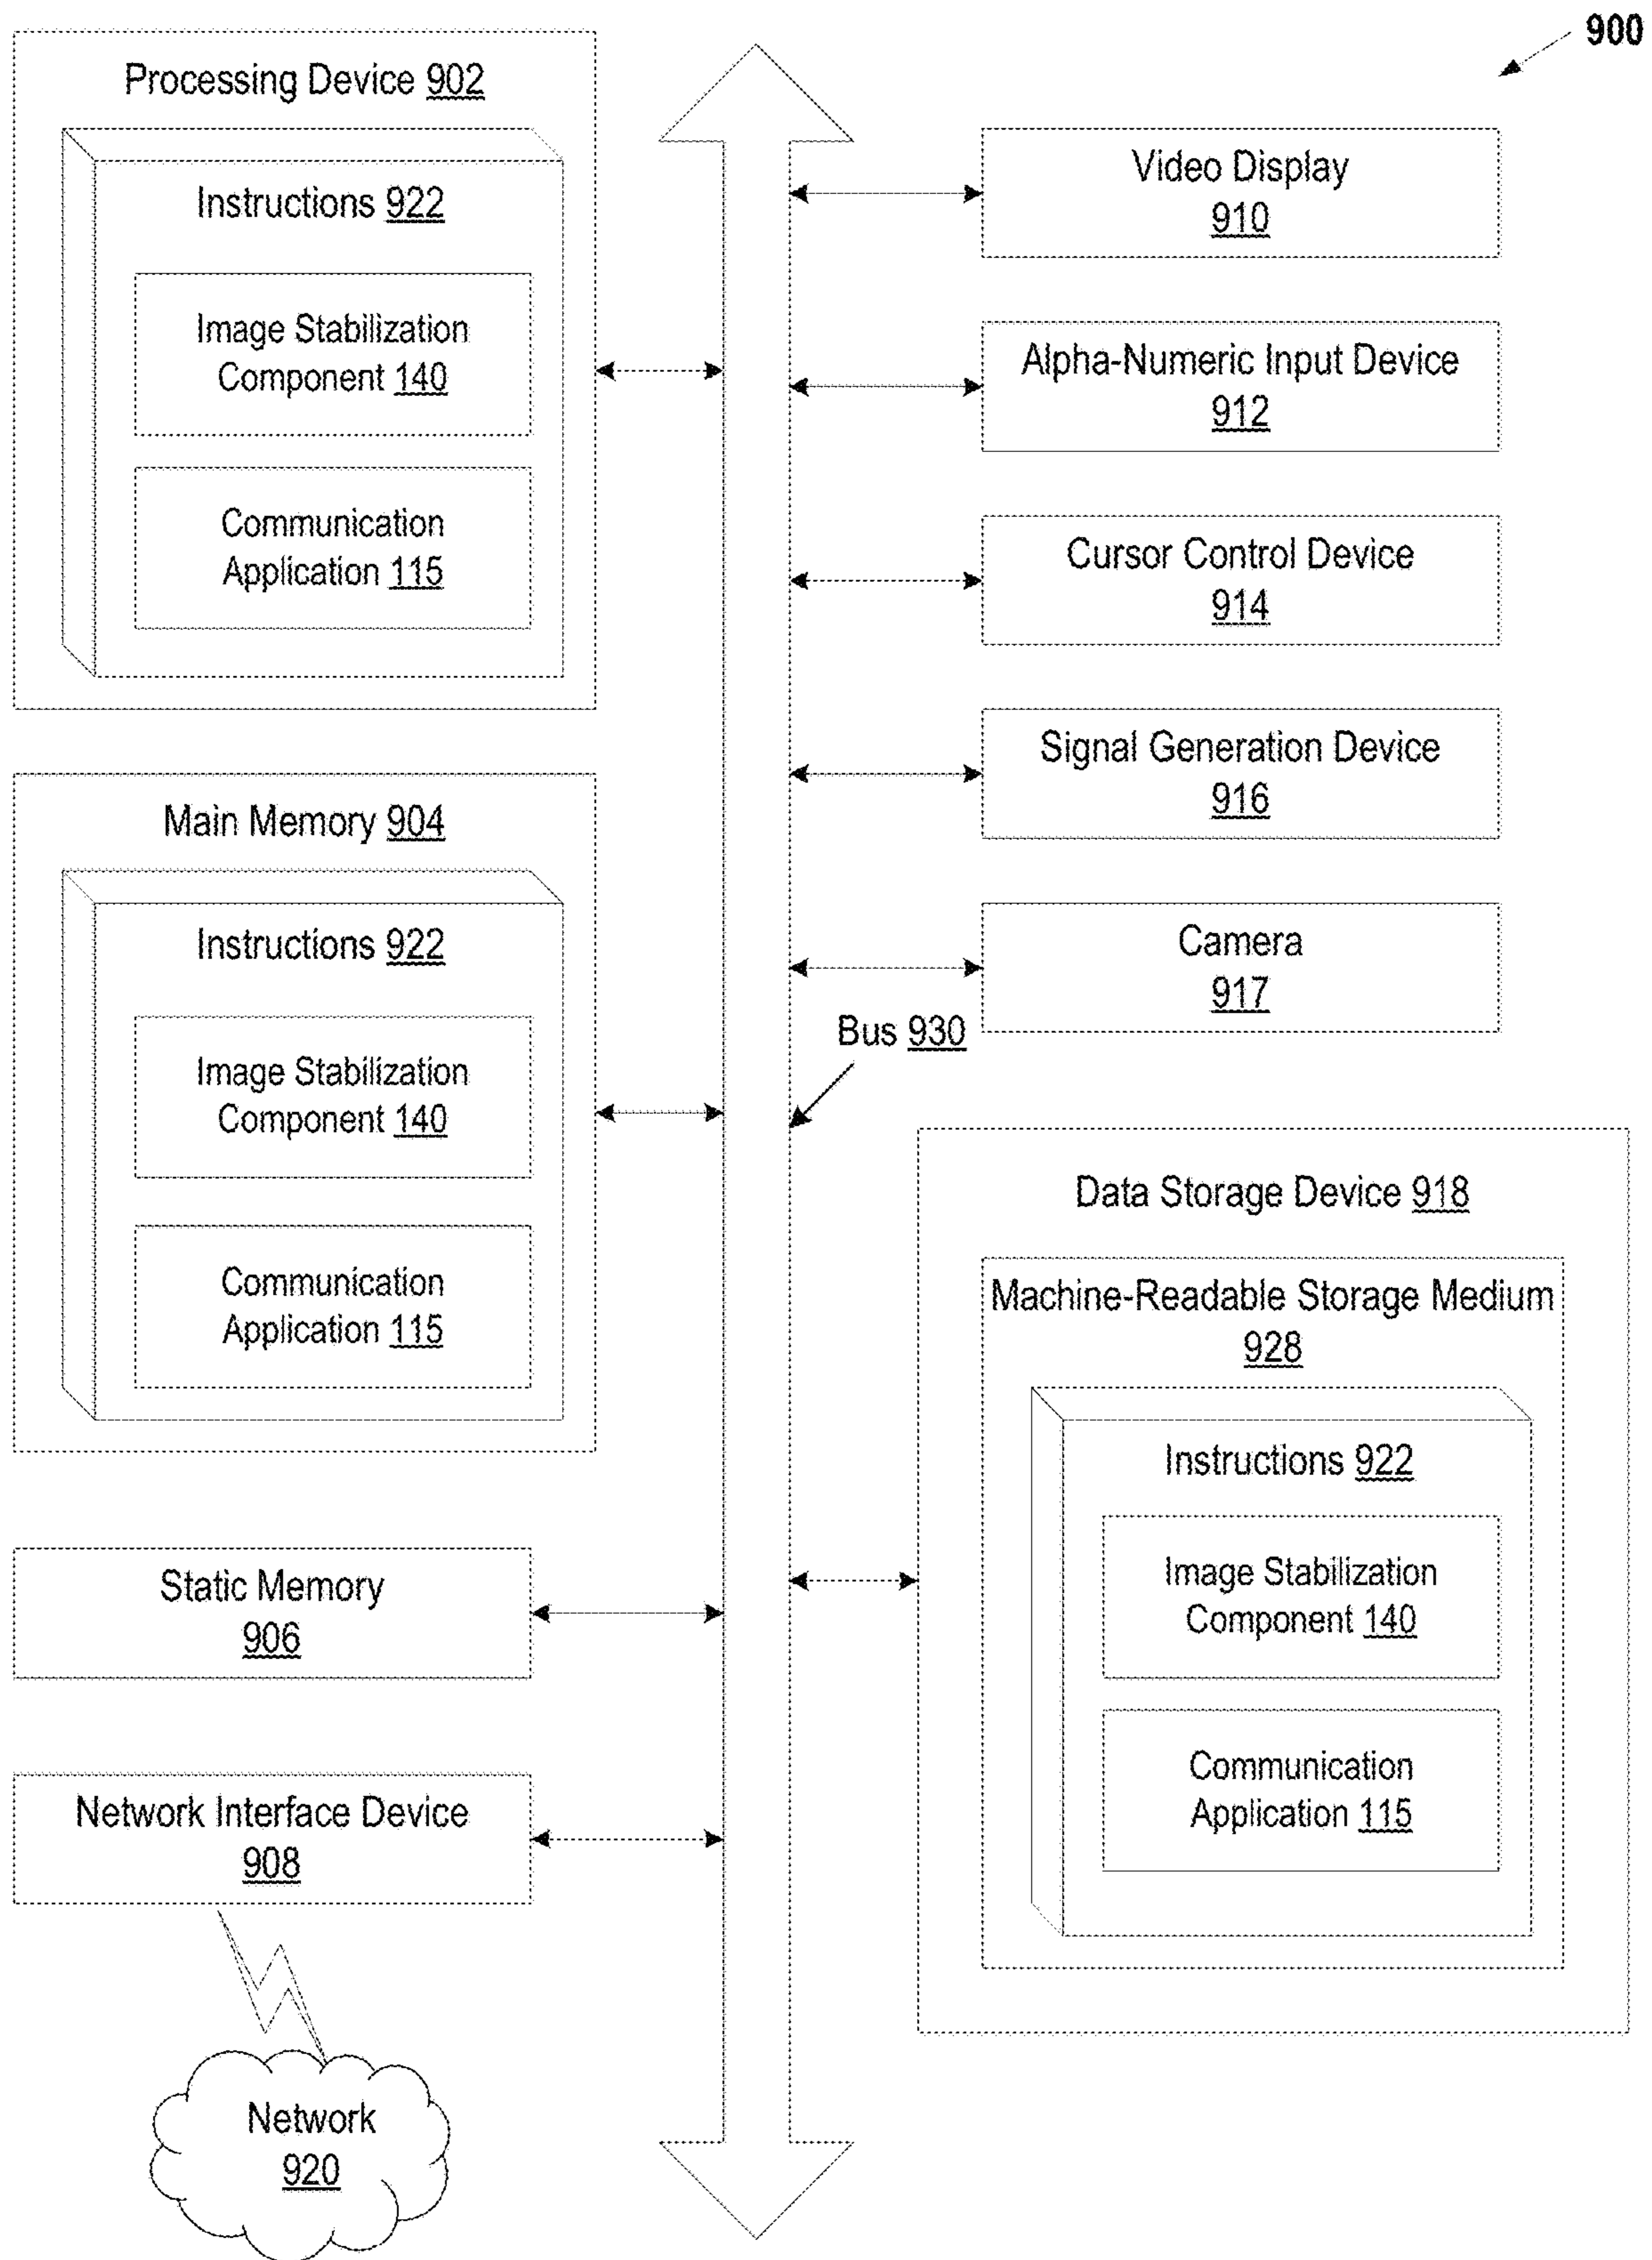 900
Processing Device 902
Instructions 922
Image Stabilization
Component 140
Communication
Application 115
Main Memory 904
Instructions 922
Image Stabilization
Component 140
Communication
Application 115
Static Memory
906
Network Interface Device
908
Network
920
Video Display
910
Alpha-Numeric Input Device
912
Cursor Control Device
914
Signal Generation Device
916
Camera
917
Bus 930
Data Storage Device 918
Machine-Readable Storage Medium
928
Instructions 922
Image Stabilization
Component 140
Communication
Application 115